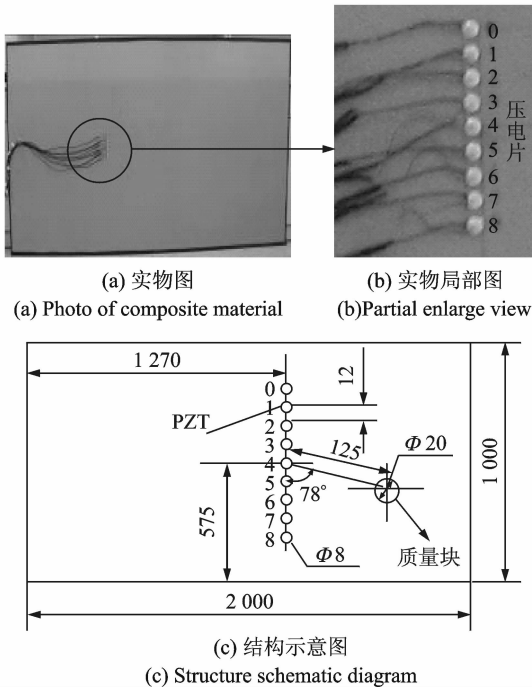 0
1
2
3
4
5
6
7
8
压电片
(a) 实物图
(a) Photo of composite material
(b) 实物局部图
(b)Partial enlarge view
1 270
12
0
1
PZT
2
3
125
Φ20
4
5
78°
6
7
8
575
1 000
Φ8
质量块
2 000
(c) 结构示意图
(c) Structure schematic diagram